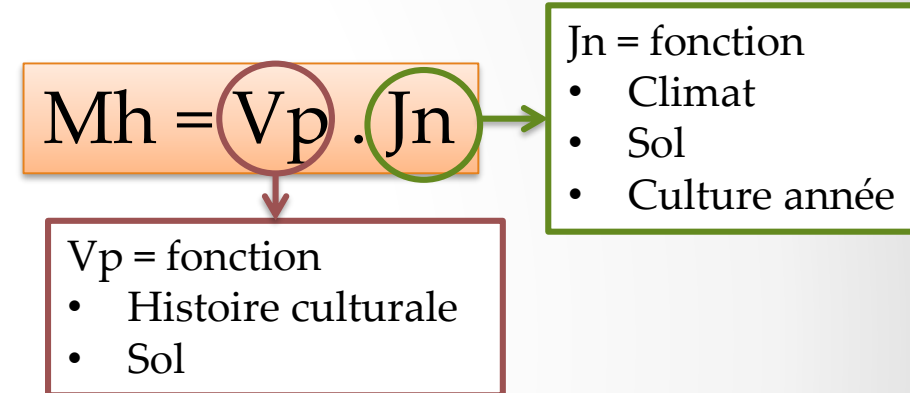 Mh = Vp . Jn
Jn = fonction
• Climat
• Sol
• Culture année
Vp = fonction
• Histoire culturale
• Sol